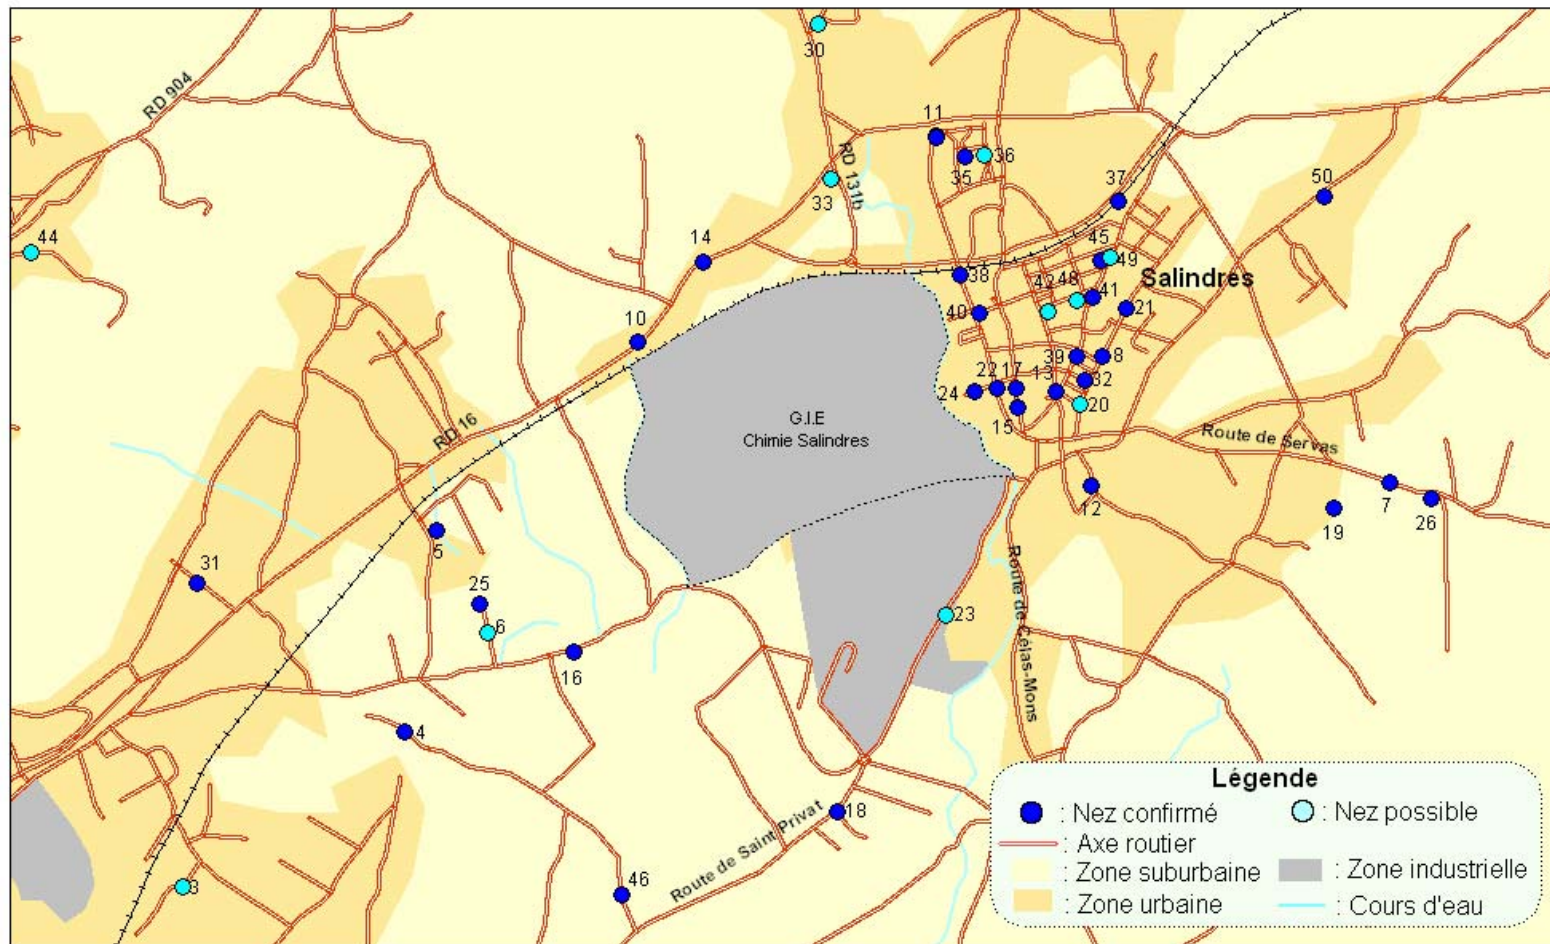 30
RD 904
11
36
35
RD 131b
33
37
50
44
14
45
49
38
42
48
Salindres
41
21
40
10
39
8
22
17
13
32
24
20
15
G.I.E
Chimie Salindres
RD 16
Route de Servas
7
12
19
26
5
31
25
6
23
Route de Célas-Mons
16
4
18
Route de Saint Privat
46
3
Légende
: Nez confirmé
: Nez possible
: Axe routier
: Zone suburbaine
: Zone industrielle
: Zone urbaine
: Cours d'eau